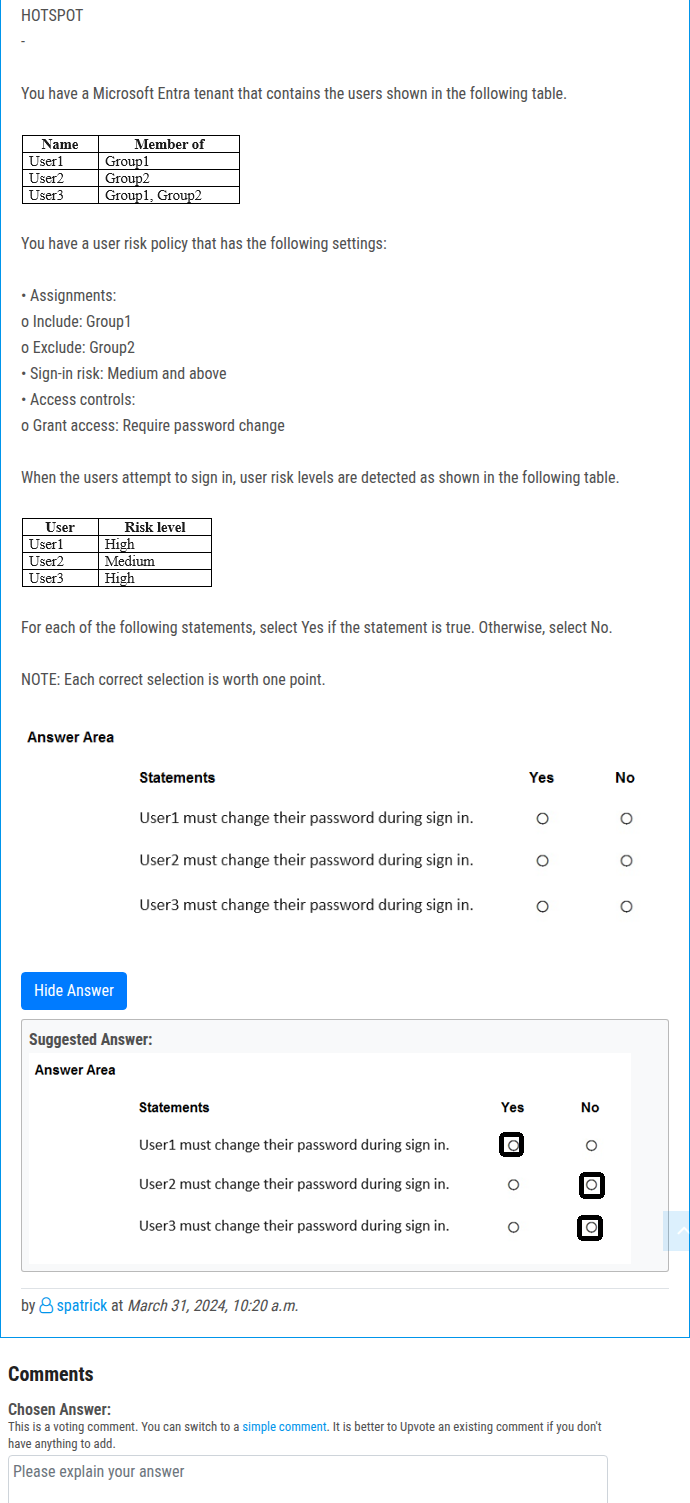 HOTSPOT
-
You have a Microsoft Entra tenant that contains the users shown in the following table.
Name Member of
User1 Group1
User2 Group2
User3 Group1, Group2
You have a user risk policy that has the following settings:
• Assignments:
o Include: Group1
o Exclude: Group2
• Sign-in risk: Medium and above
• Access controls:
o Grant access: Require password change
When the users attempt to sign in, user risk levels are detected as shown in the following table.
User Risk level
User1 High
User2 Medium
User3 High
For each of the following statements, select Yes if the statement is true. Otherwise, select No.
NOTE: Each correct selection is worth one point.
Answer Area
Statements Yes No
User1 must change their password during sign in.
User2 must change their password during sign in.
User3 must change their password during sign in.
Hide Answer
Suggested Answer:
Answer Area
Statements Yes No
User1 must change their password during sign in.
User2 must change their password during sign in.
User3 must change their password during sign in.
by spatrick at March 31, 2024, 10:20 a.m.
Comments
Chosen Answer:
This is a voting comment. You can switch to a simple comment. It is better to Upvote an existing comment if you don't
have anything to add.
Please explain your answer